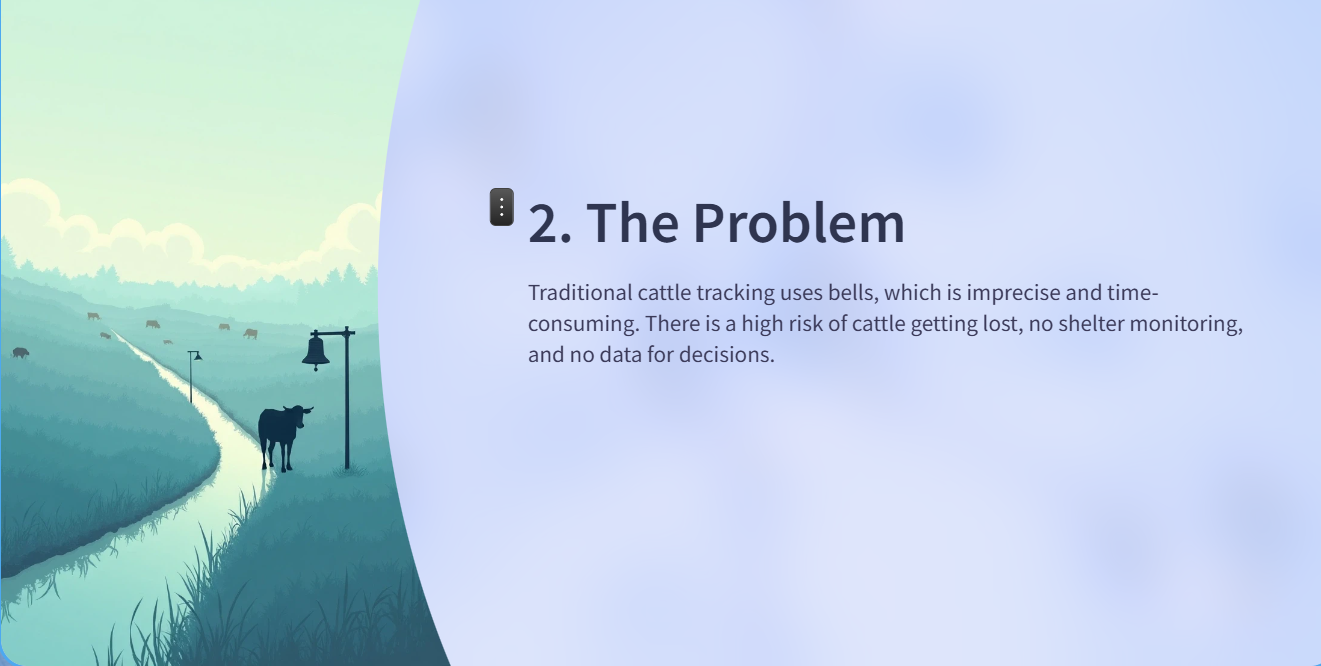 2. The Problem
Traditional cattle tracking uses bells, which is imprecise and time-
consuming. There is a high risk of cattle getting lost, no shelter monitoring,
and no data for decisions.